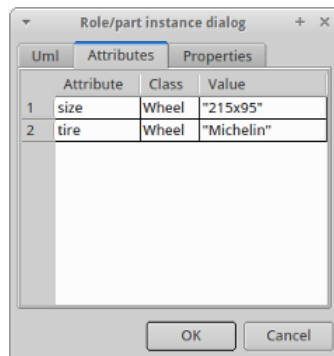 Role/part instance dialog
Uml Attributes Properties
Attribute Class Value
1 size Wheel "215x95"
2 tire Wheel "Michelin"
OK Cancel